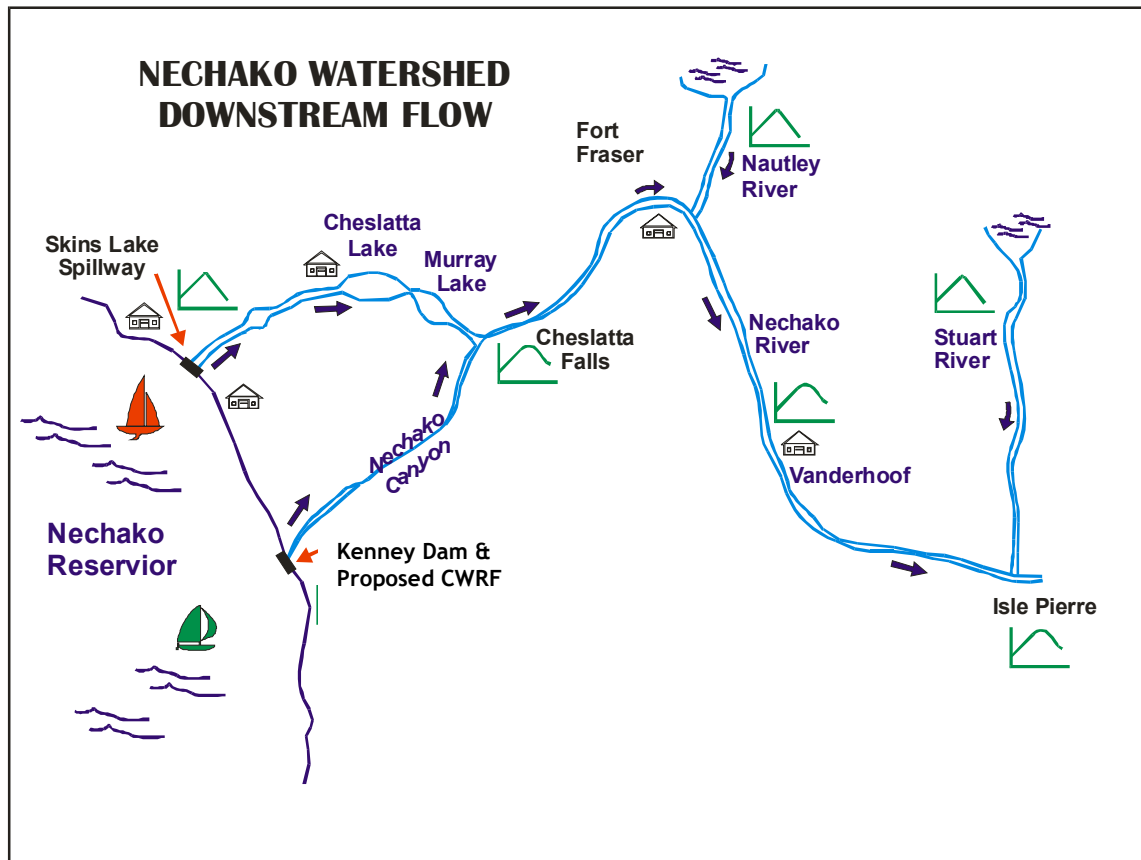 NECHAKO WATERSHED
DOWNSTREAM FLOW
Fort
Fraser
Nautley
River
Skins Lake
Spillway
Cheslatta
Lake
Murray
Lake
Cheslatta
Falls
Nechako
River
Stuart
River
Nechako
Canyon
Vanderhoof
Nechako
Reservior
Kenney Dam &
Proposed CWRF
Isle Pierre